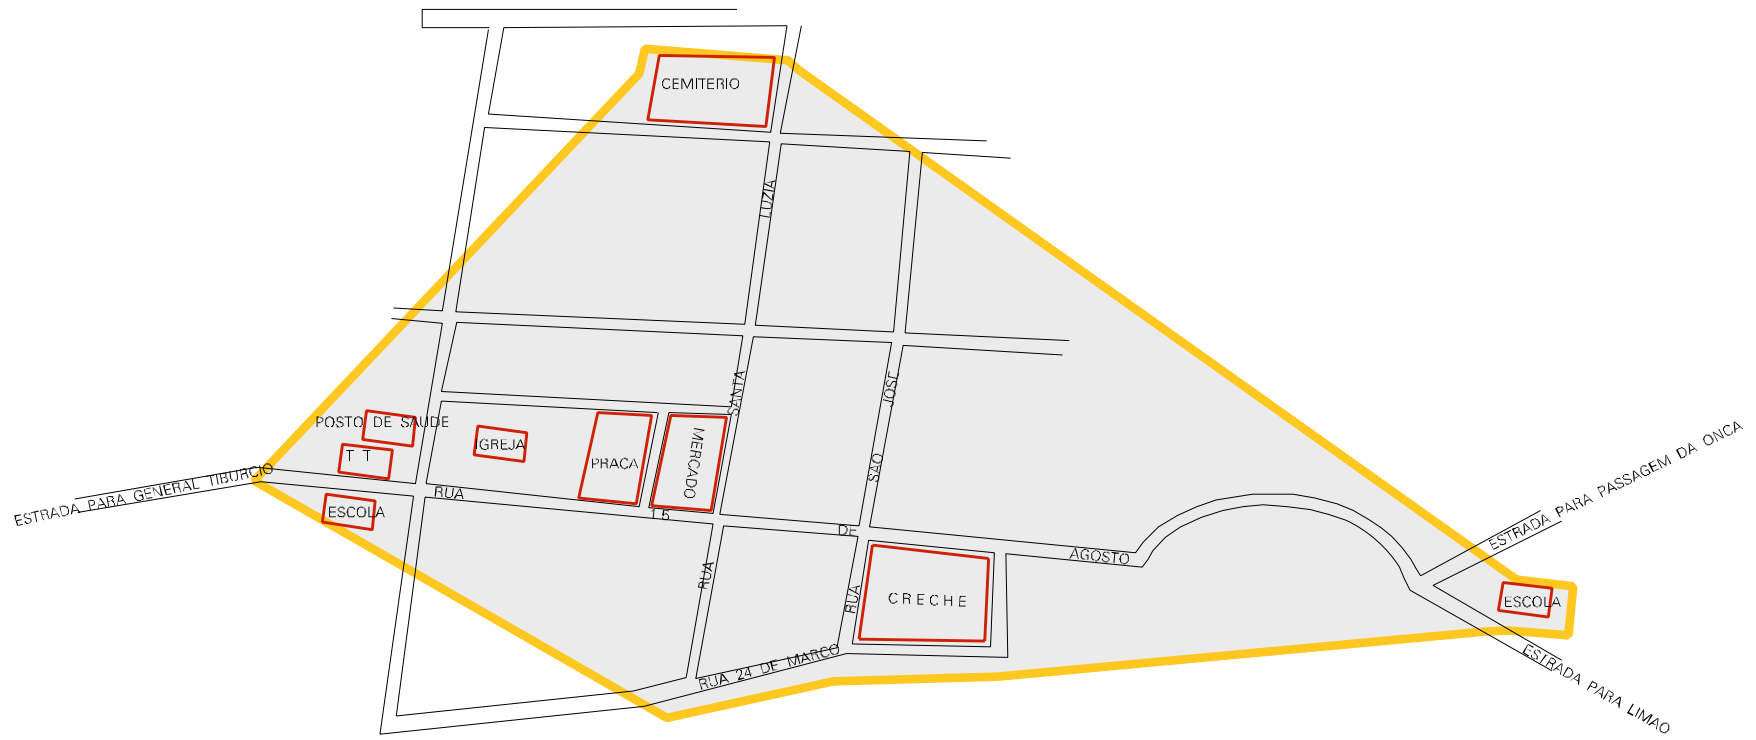 CEMITERIO
LUZIA
SANTA
JOSE
POSTO DE SAUDE
T T
IGREJA
PRACA
MERCADO
SAO
ESTRADA PARA GENERAL TIBURCIO
ESCOLA
RUA
15
DE
AGOSTO
ESTRADA PARA PASSAGEM DA ONCA
RUA
RUA
CRECHE
ESCOLA
RUA 24 DE MARCO
ESTRADA PARA LIMAO